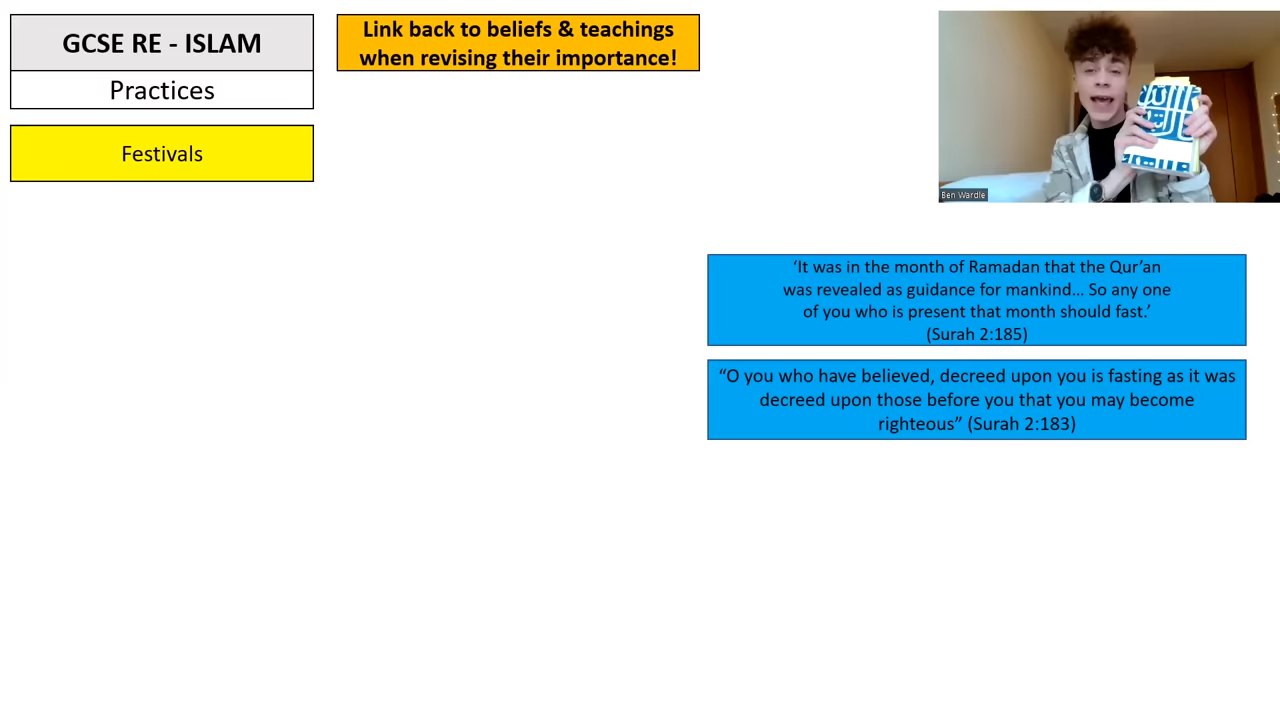 GCSE RE - ISLAM
Practices
Festivals
Link back to beliefs & teachings
when revising their importance!
Ben Wardle
‘It was in the month of Ramadan that the Qur’an
was revealed as guidance for mankind... So any one
of you who is present that month should fast.’
(Surah 2:185)
“O you who have believed, decreed upon you is fasting as it was
decreed upon those before you that you may become
righteous” (Surah 2:183)